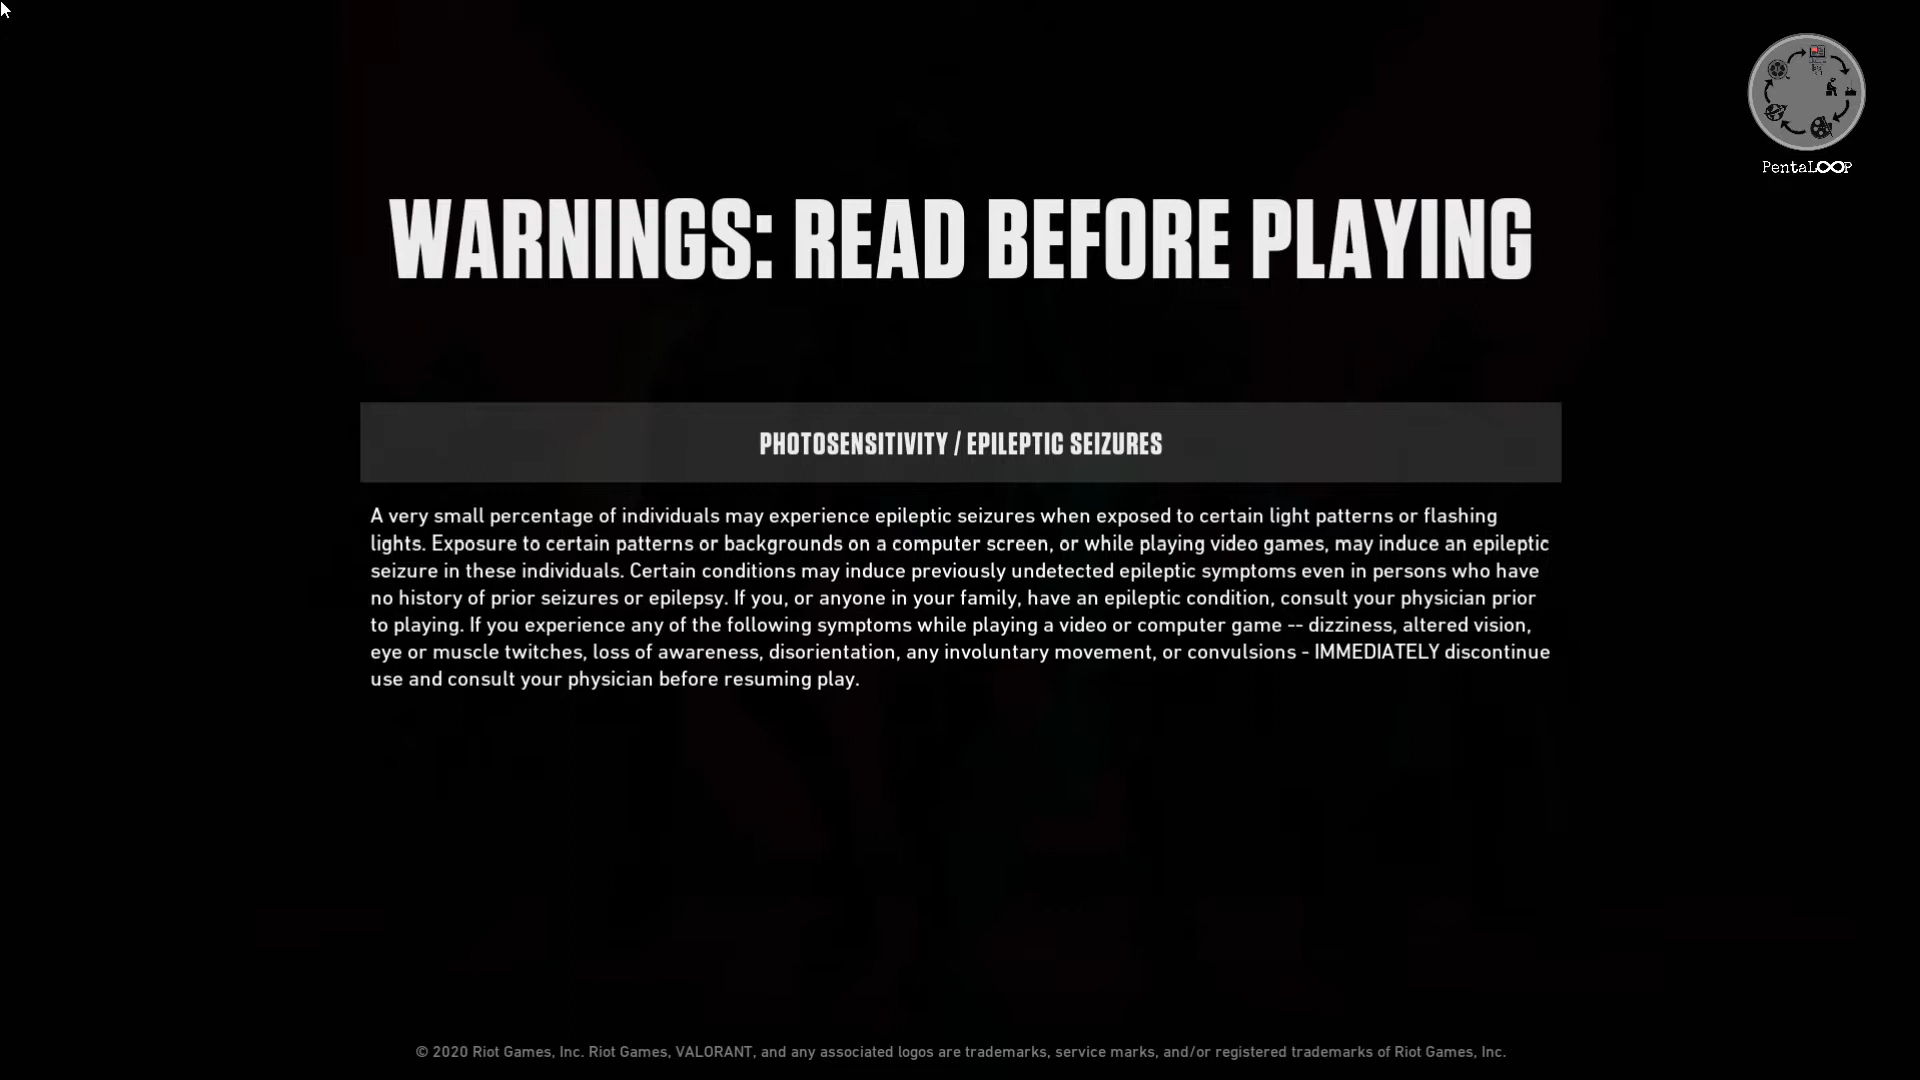 PentaLOOP
WARNINGS: READ BEFORE PLAYING
PHOTOSENSITIVITY / EPILEPTIC SEIZURES
A very small percentage of individuals may experience epileptic seizures when exposed to certain light patterns or flashing
lights. Exposure to certain patterns or backgrounds on a computer screen, or while playing video games, may induce an epileptic
seizure in these individuals. Certain conditions may induce previously undetected epileptic symptoms even in persons who have
no history of prior seizures or epilepsy. If you, or anyone in your family, have an epileptic condition, consult your physician prior
to playing. If you experience any of the following symptoms while playing a video or computer game -- dizziness, altered vision,
eye or muscle twitches, loss of awareness, disorientation, any involuntary movement, or convulsions - IMMEDIATELY discontinue
use and consult your physician before resuming play.
© 2020 Riot Games, Inc. Riot Games, VALORANT, and any associated logos are trademarks, service marks, and/or registered trademarks of Riot Games, Inc.